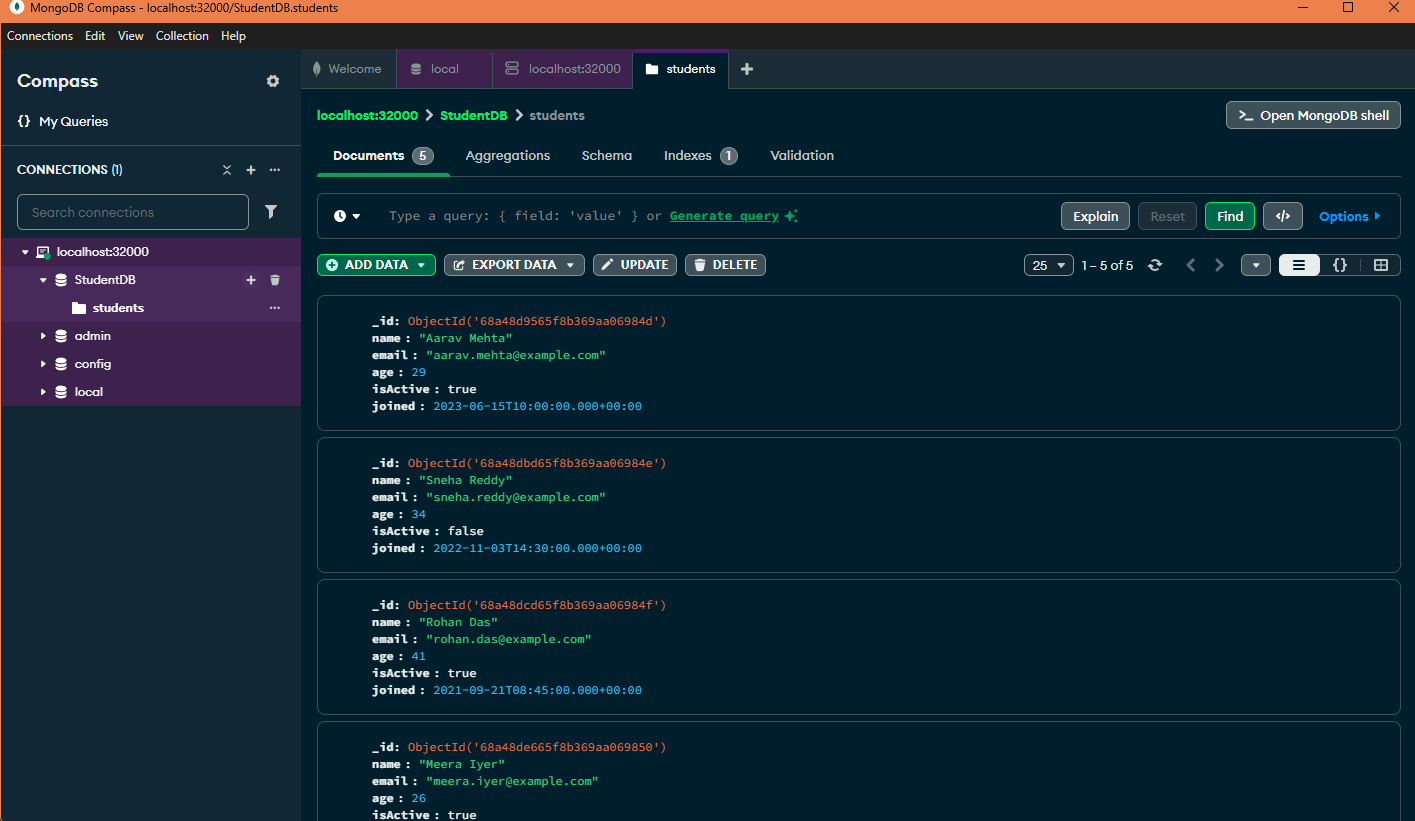 MongoDB Compass - localhost:32000/StudentDB.students
Connections Edit View Collection Help
Compass
{} My Queries
CONNECTIONS (1)
Search connections
localhost:32000
StudentDB
students
admin
config
local
Welcome local localhost:32000 students
localhost:32000 > StudentDB > students
>_ Open MongoDB shell
Documents 5 Aggregations Schema Indexes 1 Validation
Type a query: { field: 'value' } or Generate query
Explain Reset Find </> Options
ADD DATA EXPORT DATA UPDATE DELETE
25 1 – 5 of 5 {}
_id: ObjectId('68a48d9565f8b369aa06984d')
name : "Aarav Mehta"
email : "aarav.mehta@example.com"
age : 29
isActive : true
joined : 2023-06-15T10:00:00.000+00:00
_id: ObjectId('68a48dbd65f8b369aa06984e')
name : "Sneha Reddy"
email : "sneha.reddy@example.com"
age : 34
isActive : false
joined : 2022-11-03T14:30:00.000+00:00
_id: ObjectId('68a48dcd65f8b369aa06984f')
name : "Rohan Das"
email : "rohan.das@example.com"
age : 41
isActive : true
joined : 2021-09-21T08:45:00.000+00:00
_id: ObjectId('68a48de665f8b369aa069850')
name : "Meera Iyer"
email : "meera.iyer@example.com"
age : 26
isActive : true